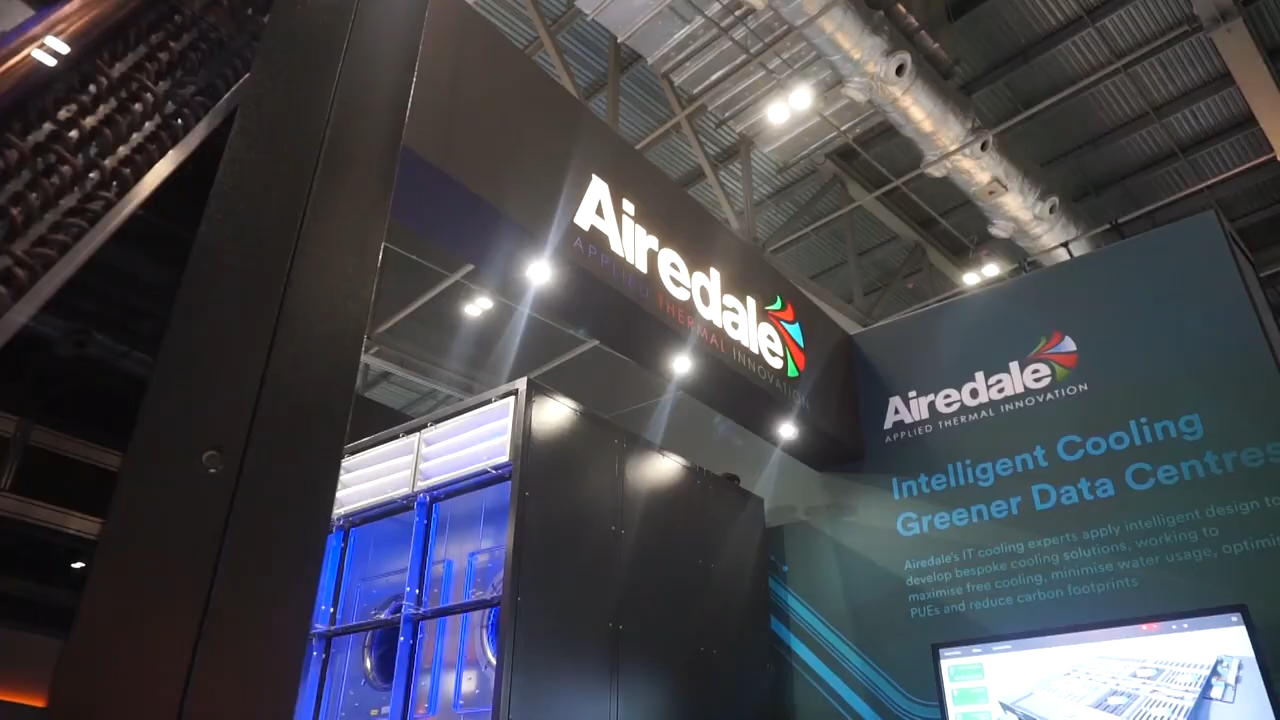 Airedale
APPLIED THERMAL INNOVATION
Airedale
APPLIED THERMAL INNOVATION
Intelligent Cooling
Greener Data Centres
Airedale's IT cooling experts apply intelligent design to
develop bespoke cooling solutions, working to
maximise free cooling, minimise water usage, optimi
PUEs and reduce carbon footprints